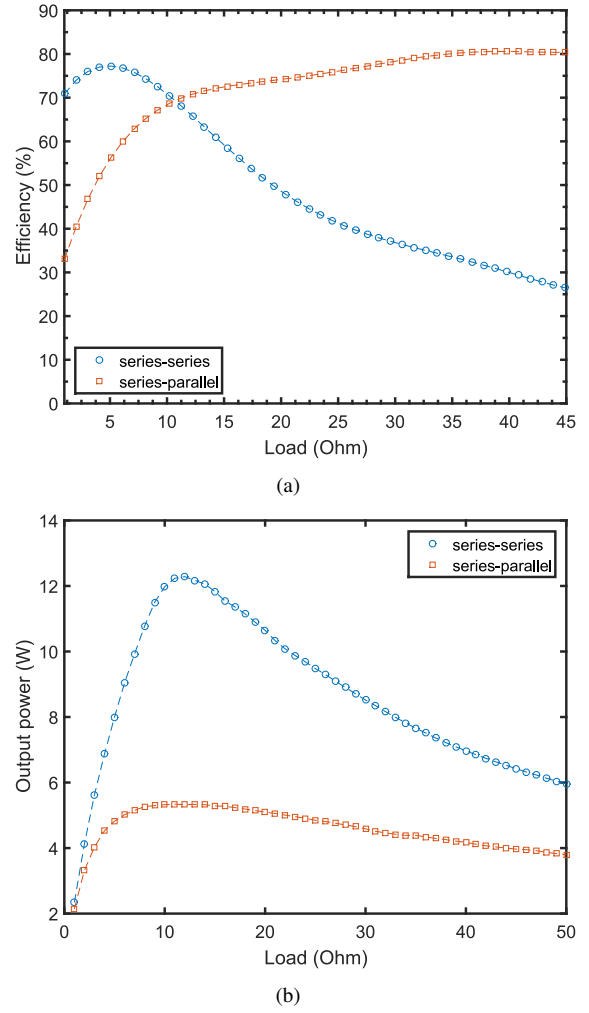 90
80
70
60
50
40
30
20
10
0
Efficiency (%)
series-series
series-parallel
5 10 15 20 25 30 35 40 45
Load (Ohm)
(a)
14
12
10
8
6
4
2
Output power (W)
series-series
series-parallel
0 10 20 30 40 50
Load (Ohm)
(b)